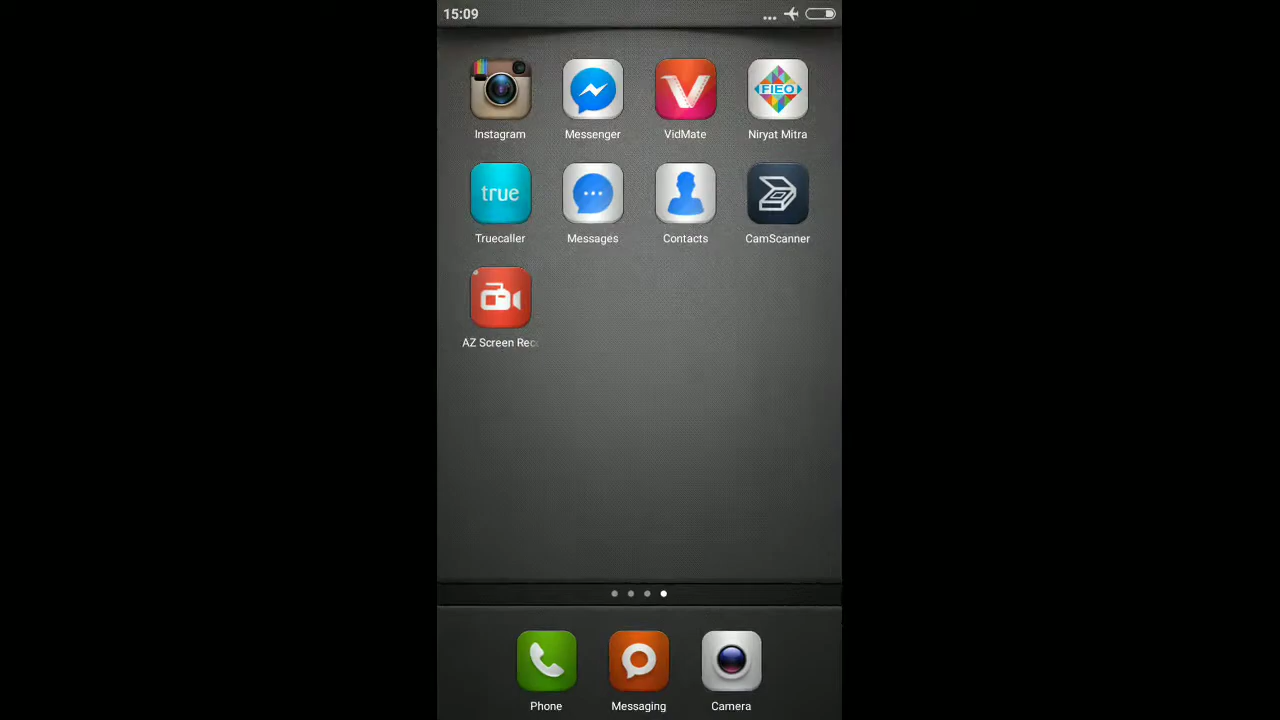 15:09
FIEO
Instagram Messenger VidMate Niryat Mitra
true
Truecaller Messages Contacts CamScanner
AZ Screen Rec
Phone Messaging Camera